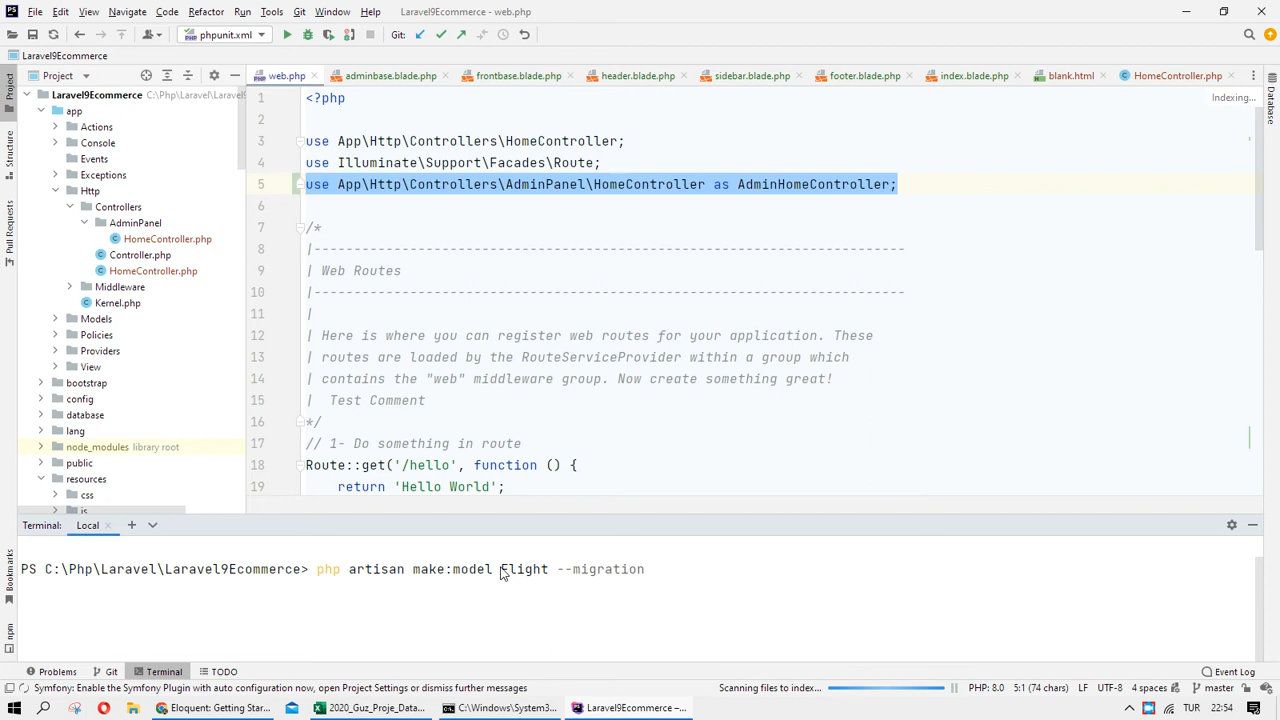 File Edit View Navigate Code Refactor Run Tools Git Window Help Laravel9Ecommerce - web.php
phpunit.xml Git:
Laravel9Ecommerce
Project web.php adminbase.blade.php frontbase.blade.php header.blade.php sidebar.blade.php footer.blade.php index.blade.php blank.html HomeController.php
Laravel9Ecommerce C:\Php\Laravel\Laravel9
app
Actions
Console
Events
Exceptions
Http
Controllers
AdminPanel
HomeController.php
Controller.php
HomeController.php
Middleware
Kernel.php
Models
Policies
Providers
View
bootstrap
config
database
lang
node_modules library root
public
resources
css
js
Project
Structure
Pull Requests
Bookmarks
npm
Database
Indexing...
1 <?php
2
3 use App\Http\Controllers\HomeController;
4 use Illuminate\Support\Facades\Route;
5 use App\Http\Controllers\AdminPanel\HomeController as AdminHomeController;
6
7 /*
8 |--------------------------------------------------------------------------
9 | Web Routes
10 |--------------------------------------------------------------------------
11 |
12 | Here is where you can register web routes for your application. These
13 | routes are loaded by the RouteServiceProvider within a group which
14 | contains the "web" middleware group. Now create something great!
15 | Test Comment
16 */
17 // 1- Do something in route
18 Route::get('/hello', function () {
19 return 'Hello World';
Terminal: Local
PS C:\Php\Laravel\Laravel9Ecommerce> php artisan make:model Flight --migration
Problems Git Terminal TODO Event Log
Symfony: Enable the Symfony Plugin with auto configuration now, open Project Settings or dismiss further messages Scanning files to index... PHP: 8.0 5:1 (74 chars) LF UTF-8 4 spaces master
Eloquent: Getting Star... 2020_Guz_Proje_Data... C:\Windows\System3... Laravel9Ecommerce –... TUR 22:54